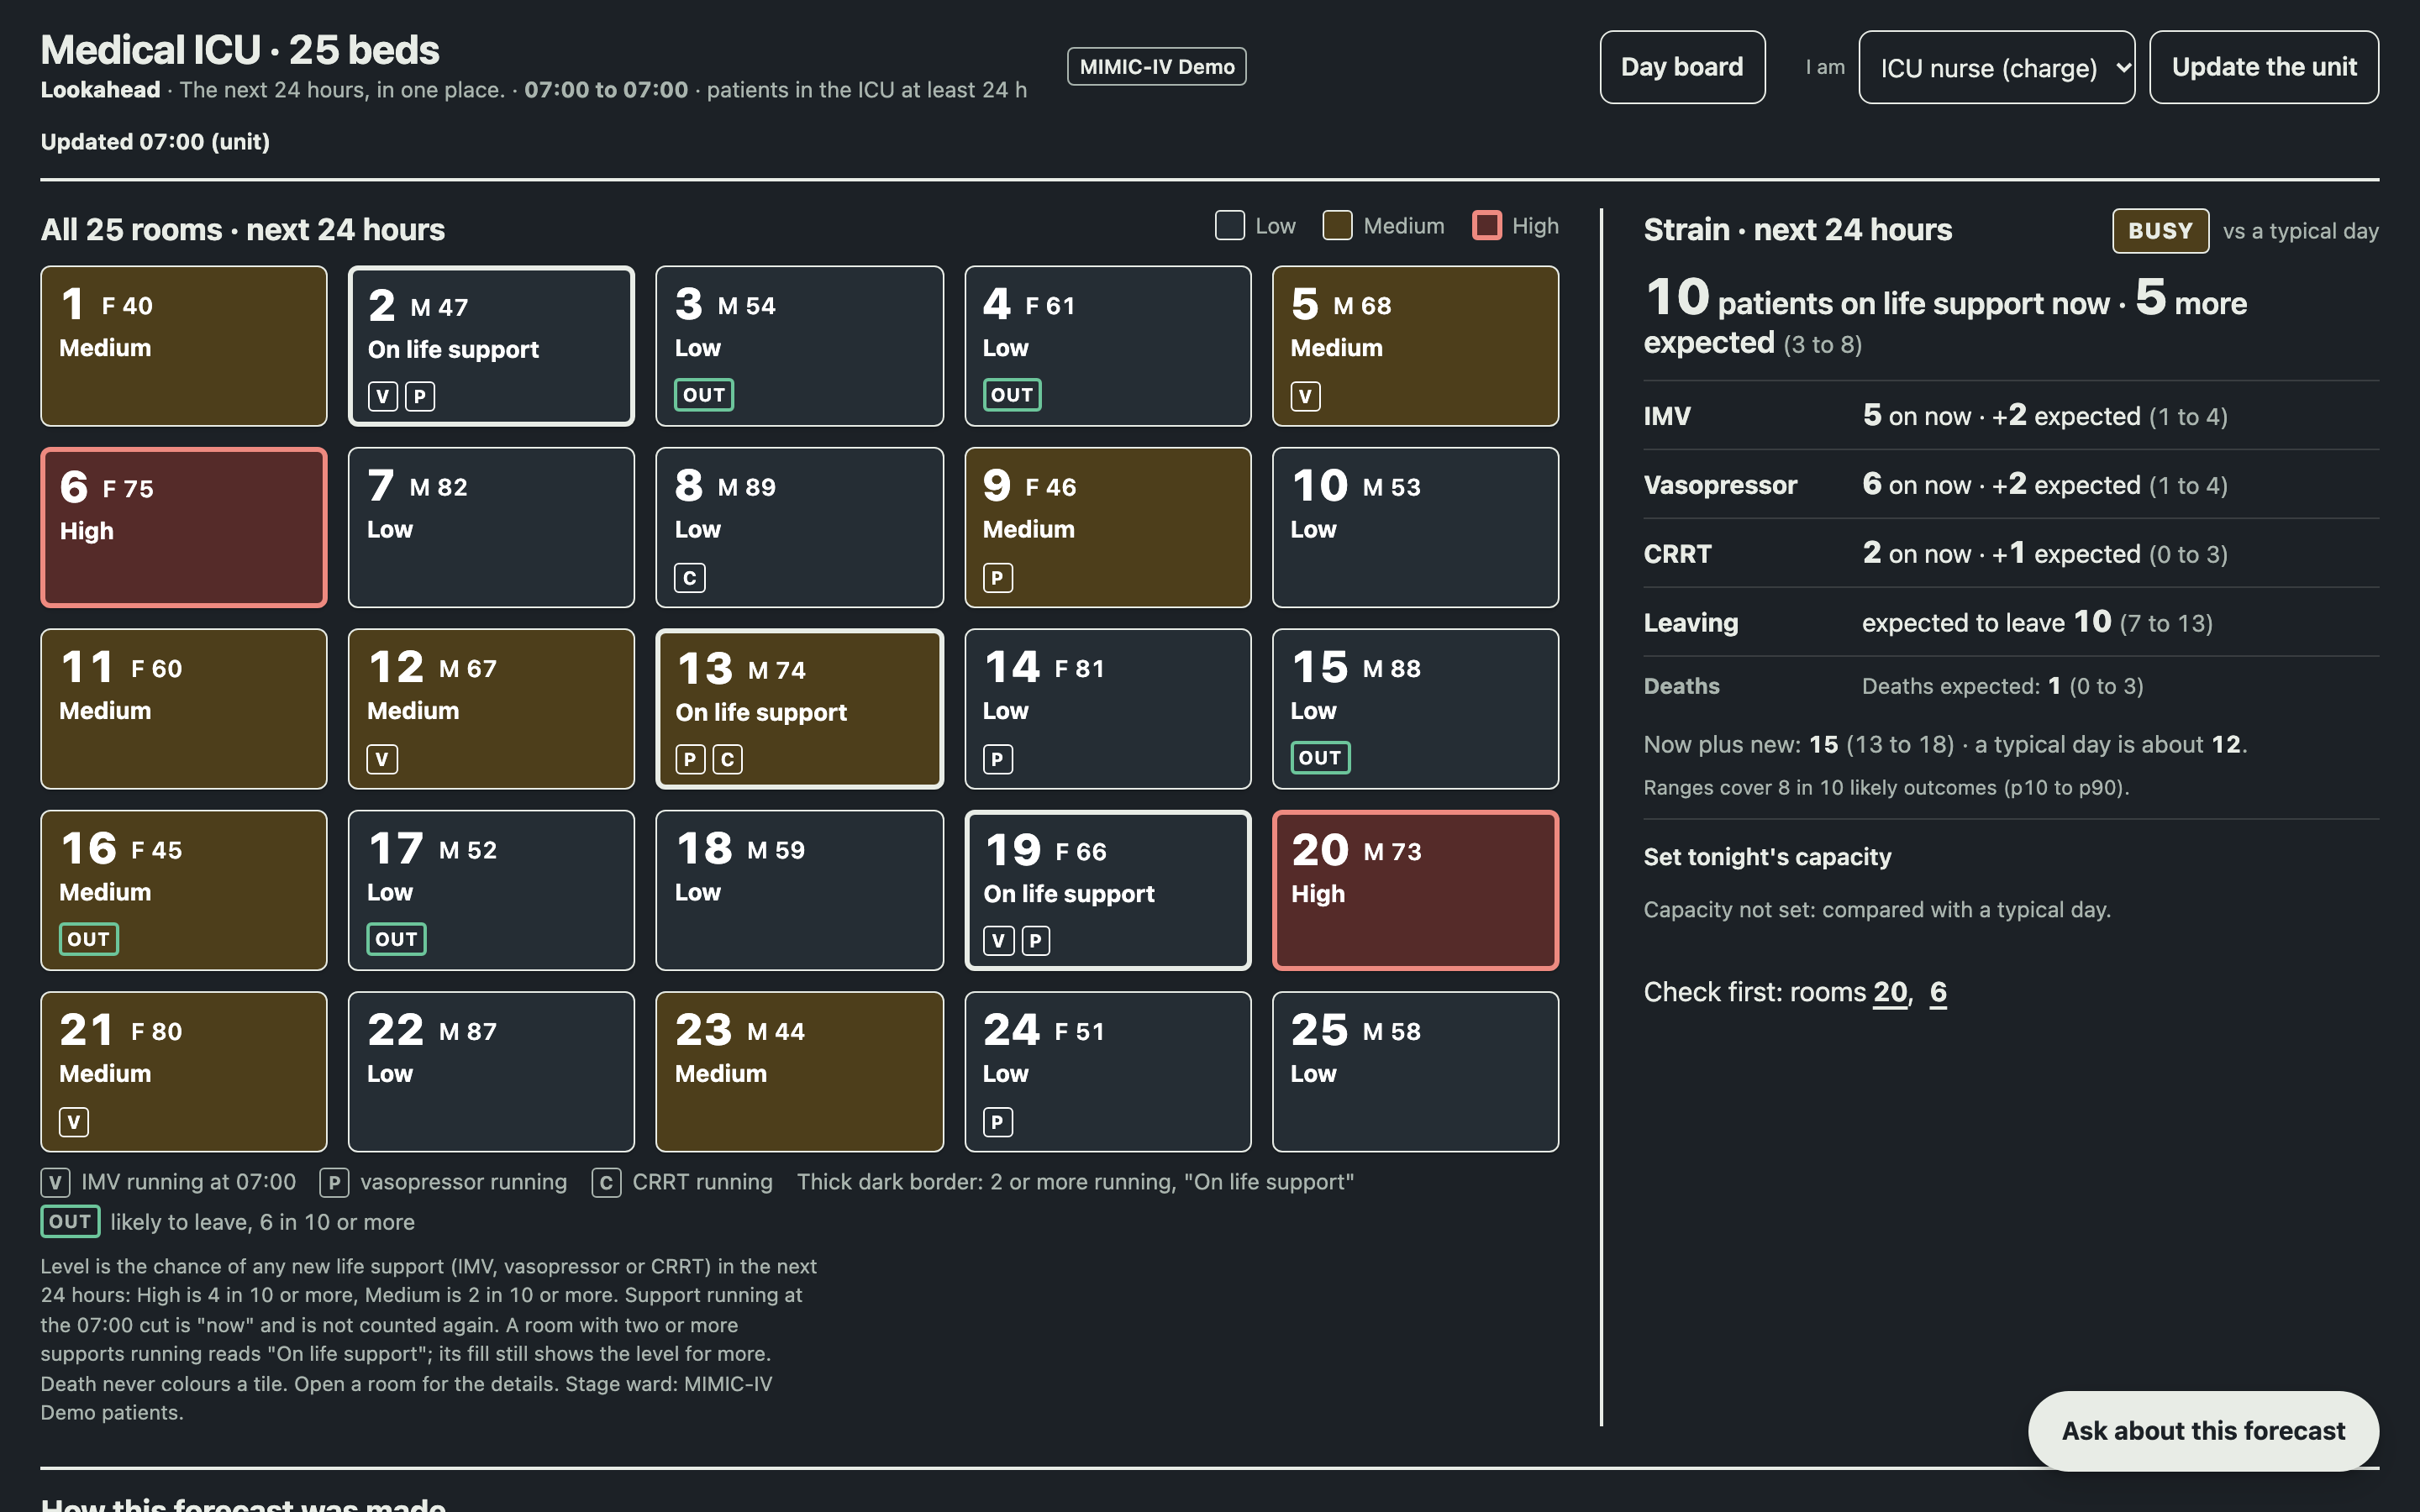 Medical ICU · 25 beds
Lookahead · The next 24 hours, in one place. · 07:00 to 07:00 · patients in the ICU at least 24 h
MIMIC-IV Demo
Day board
I am
ICU nurse (charge)
Update the unit
Updated 07:00 (unit)
All 25 rooms · next 24 hours
Low
Medium
High
1 F 40
Medium
2 M 47
On life support
V P
3 M 54
Low
OUT
4 F 61
Low
OUT
5 M 68
Medium
V
6 F 75
High
7 M 82
Low
8 M 89
Low
C
9 F 46
Medium
P
10 M 53
Low
11 F 60
Medium
12 M 67
Medium
V
13 M 74
On life support
P C
14 F 81
Low
P
15 M 88
Low
OUT
16 F 45
Medium
OUT
17 M 52
Low
OUT
18 M 59
Low
19 F 66
On life support
V P
20 M 73
High
21 F 80
Medium
V
22 M 87
Low
23 M 44
Medium
24 F 51
Low
P
25 M 58
Low
V IMV running at 07:00 P vasopressor running C CRRT running Thick dark border: 2 or more running, "On life support"
OUT likely to leave, 6 in 10 or more
Level is the chance of any new life support (IMV, vasopressor or CRRT) in the next
24 hours: High is 4 in 10 or more, Medium is 2 in 10 or more. Support running at
the 07:00 cut is "now" and is not counted again. A room with two or more
supports running reads "On life support"; its fill still shows the level for more.
Death never colours a tile. Open a room for the details. Stage ward: MIMIC-IV
Demo patients.
Strain · next 24 hours
BUSY vs a typical day
10 patients on life support now · 5 more
expected (3 to 8)
IMV 5 on now · +2 expected (1 to 4)
Vasopressor 6 on now · +2 expected (1 to 4)
CRRT 2 on now · +1 expected (0 to 3)
Leaving expected to leave 10 (7 to 13)
Deaths Deaths expected: 1 (0 to 3)
Now plus new: 15 (13 to 18) · a typical day is about 12.
Ranges cover 8 in 10 likely outcomes (p10 to p90).
Set tonight's capacity
Capacity not set: compared with a typical day.
Check first: rooms 20, 6
Ask about this forecast
How this forecast was made